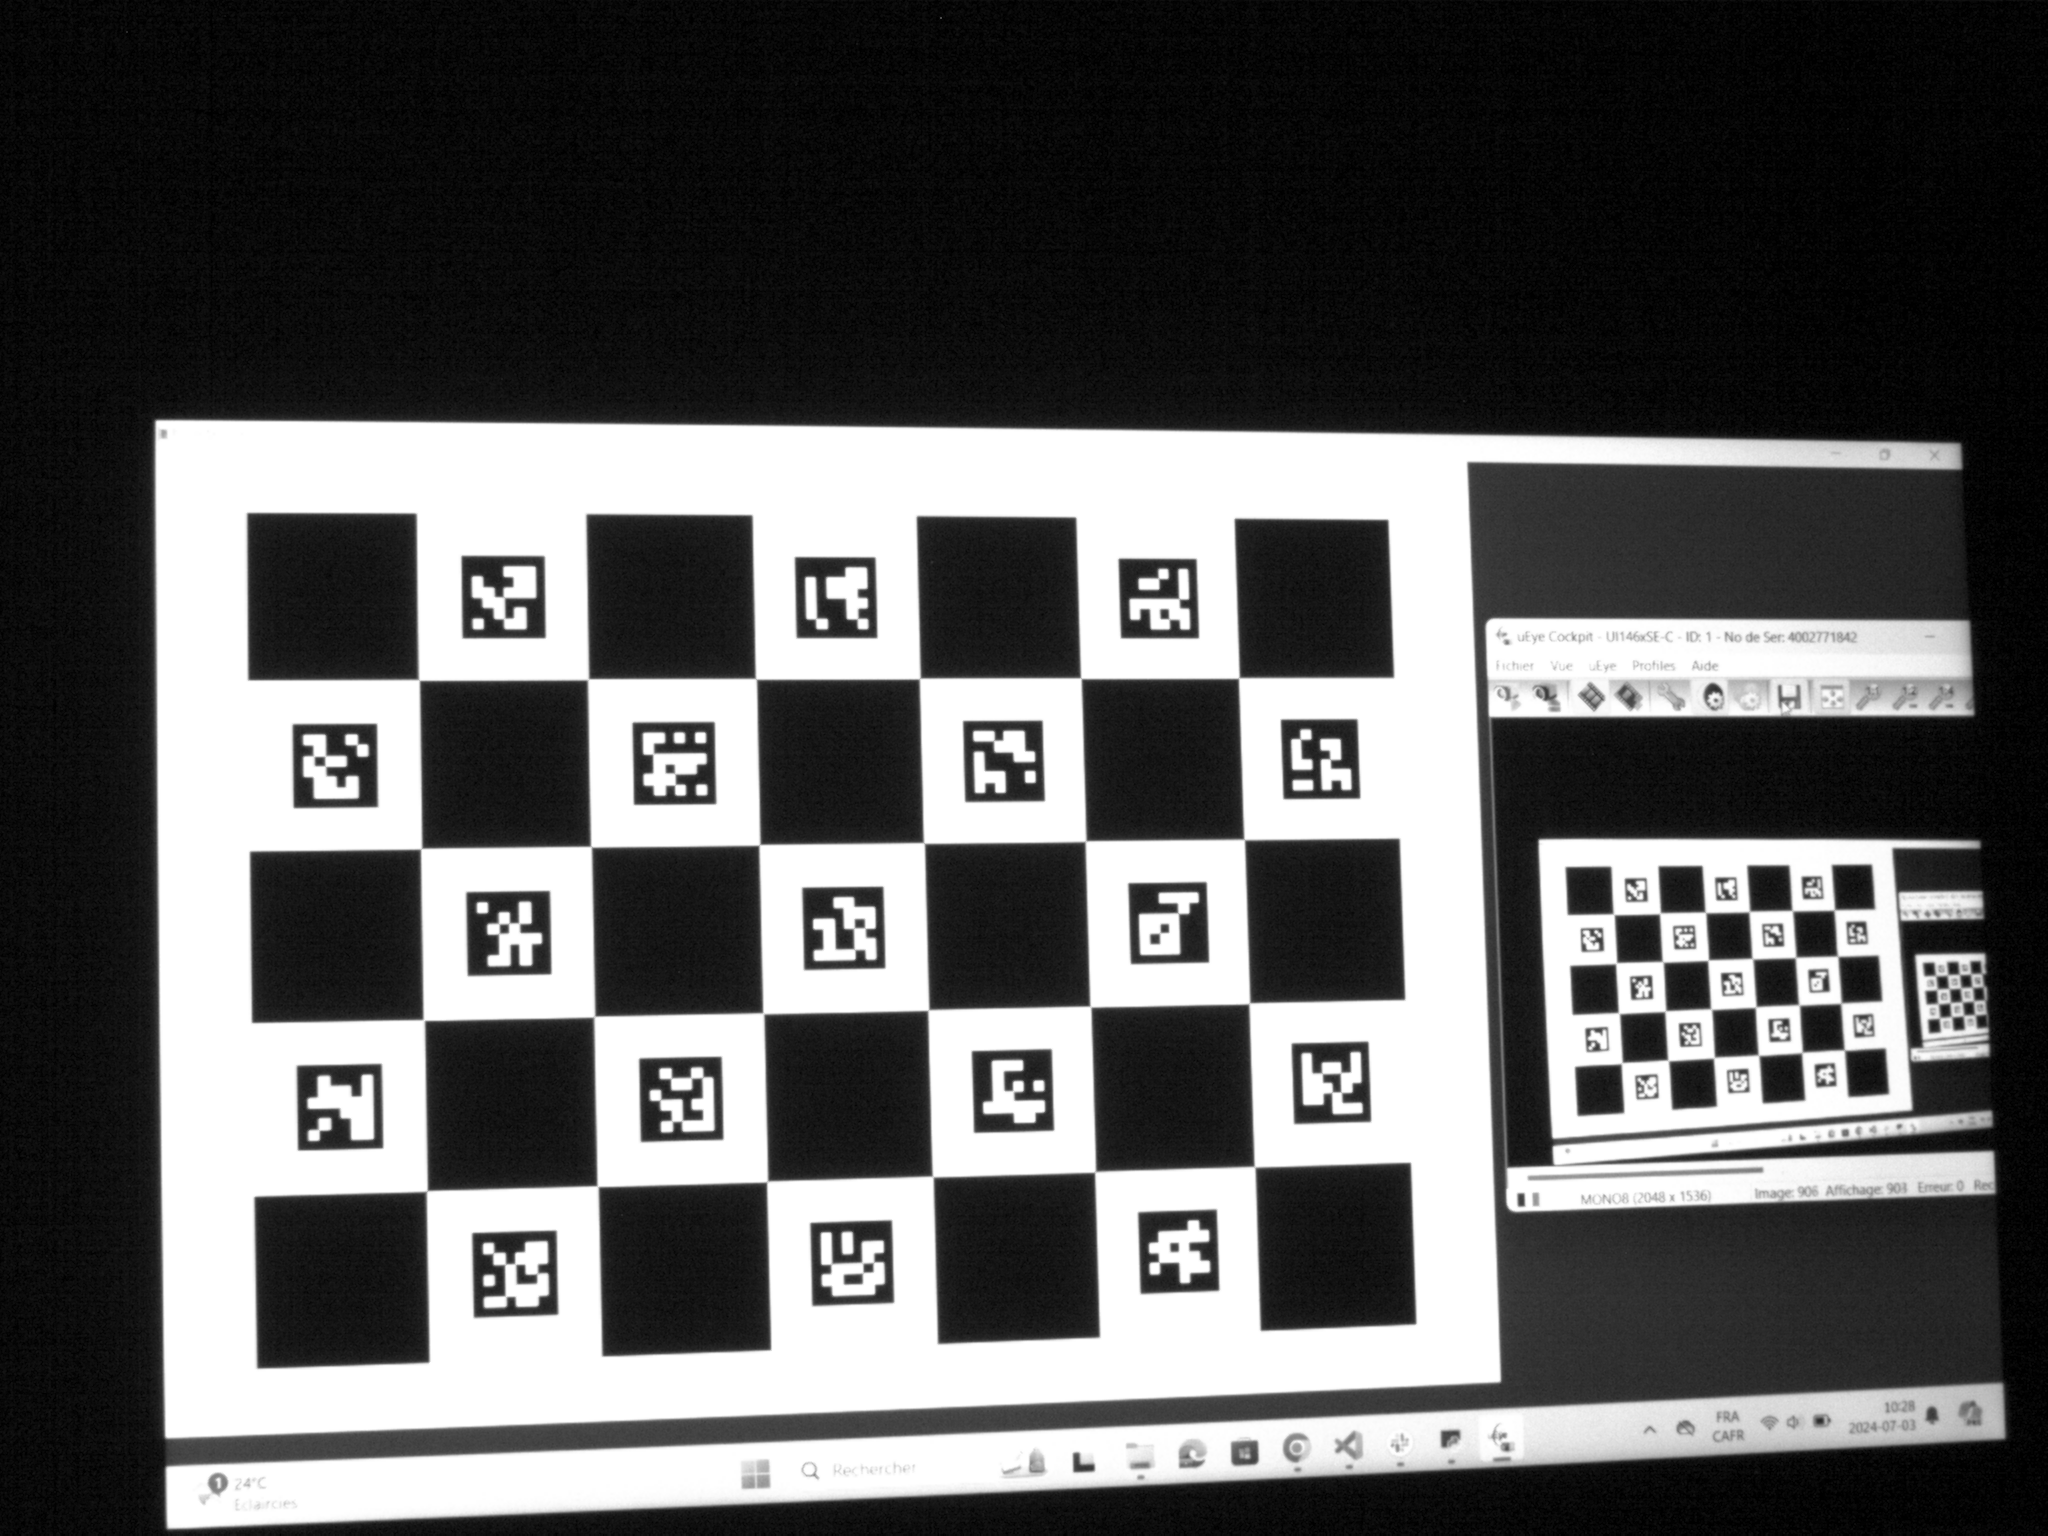 uEye Cockpit - UI146xSE-C - ID: 1 - No de Ser: 4002771842
Fichier Vue uEye Profiles Aide
MONO8 (2048 x 1536) Image: 906 Affichage: 903 Erreur: 0 Rec
1
24°C
Eclaircies
Rechercher
FRA
CAFR
10:28
2024-07-03